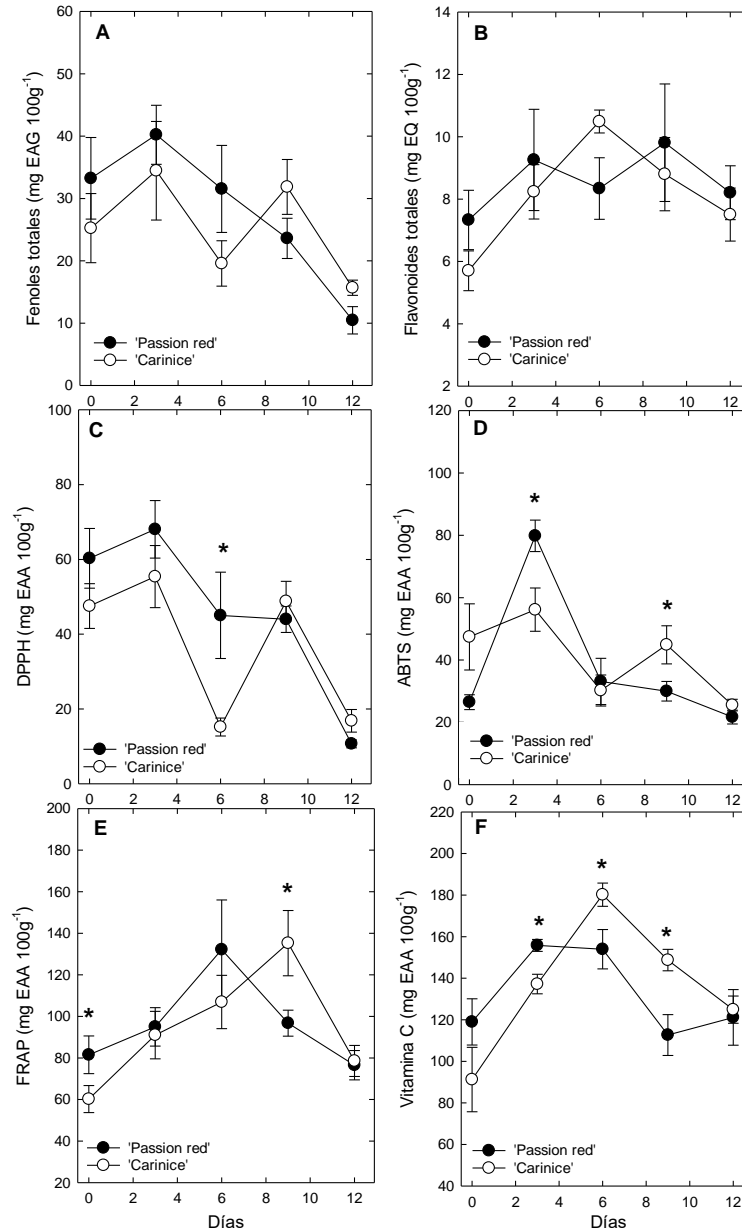 A
Fenoles totales (mg EAG 100g-1)
60
50
40
30
20
10
0
'Passion red'
'Carinice'
0 2 4 6 8 10 12
B
Flavonoides totales (mg EQ 100g-1)
14
12
10
8
6
4
2
'Passion red'
'Carinice'
0 2 4 6 8 10 12
C
DPPH (mg EAA 100g-1)
100
80
60
40
20
0
*
'Passion red'
'Carinice'
0 2 4 6 8 10 12
D
ABTS (mg EAA 100g-1)
120
100
80
60
40
20
0
*
*
'Passion red'
'Carinice'
0 2 4 6 8 10 12
E
FRAP (mg EAA 100g-1)
200
180
160
140
120
100
80
60
40
20
*
*
'Passion red'
'Carinice'
0 2 4 6 8 10 12
Días
F
Vitamina C (mg EAA 100g-1)
220
200
180
160
140
120
100
80
60
40
*
*
*
'Passion red'
'Carinice'
0 2 4 6 8 10 12
Días